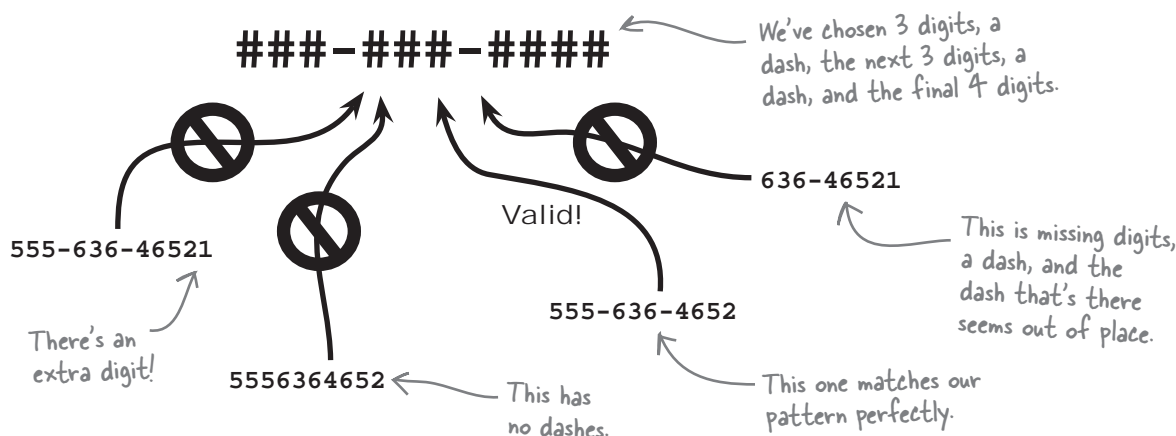 ###-###-####
We've chosen 3 digits, a
dash, the next 3 digits, a
dash, and the final 4 digits.
636-46521
Valid!
555-636-46521
This is missing digits,
a dash, and the
dash that's there
seems out of place.
555-636-4652
There's an
extra digit!
5556364652
This has
no dashes.
This one matches our
pattern perfectly.